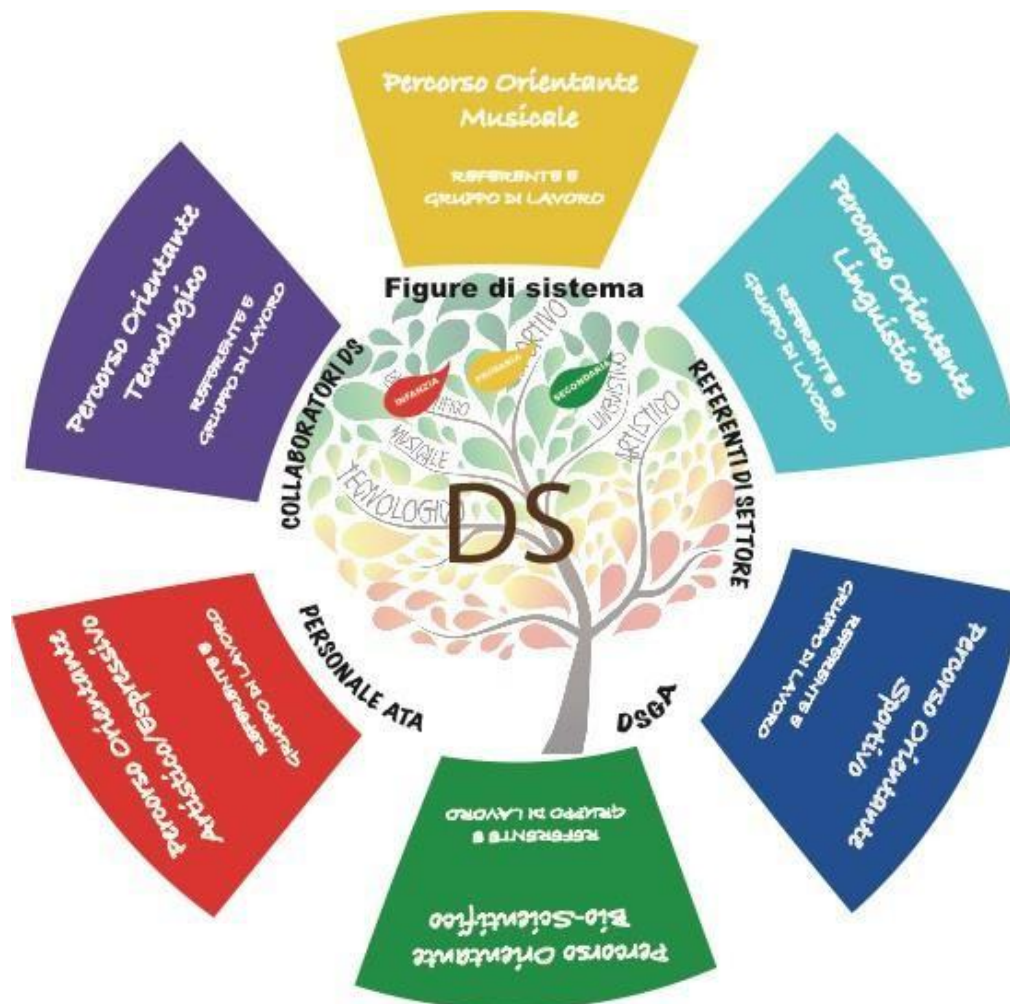 Percorso Orientante
Musicale
REFERENTE E
GRUPPO DI LAVORO
Percorso Orientante
Linguistico
REFERENTE E
GRUPPO DI LAVORO
Percorso Orientante
Sportivo
REFERENTE E
GRUPPO DI LAVORO
Percorso Orientante
Bio-Scientifico
REFERENTE E
GRUPPO DI LAVORO
Percorso Orientante
Artistico/Espressivo
REFERENTE E
GRUPPO DI LAVORO
Percorso Orientante
Tecnologico
REFERENTE E
GRUPPO DI LAVORO
Figure di sistema
COLLABORATORI DS
REFERENTI DI SETTORE
PERSONALE ATA
DSGA
INFANZIA
PRIMARIA
SECONDARIA
MUSICALE
TECNOLOGICO
LINGUISTICO
ARTISTICO
DS